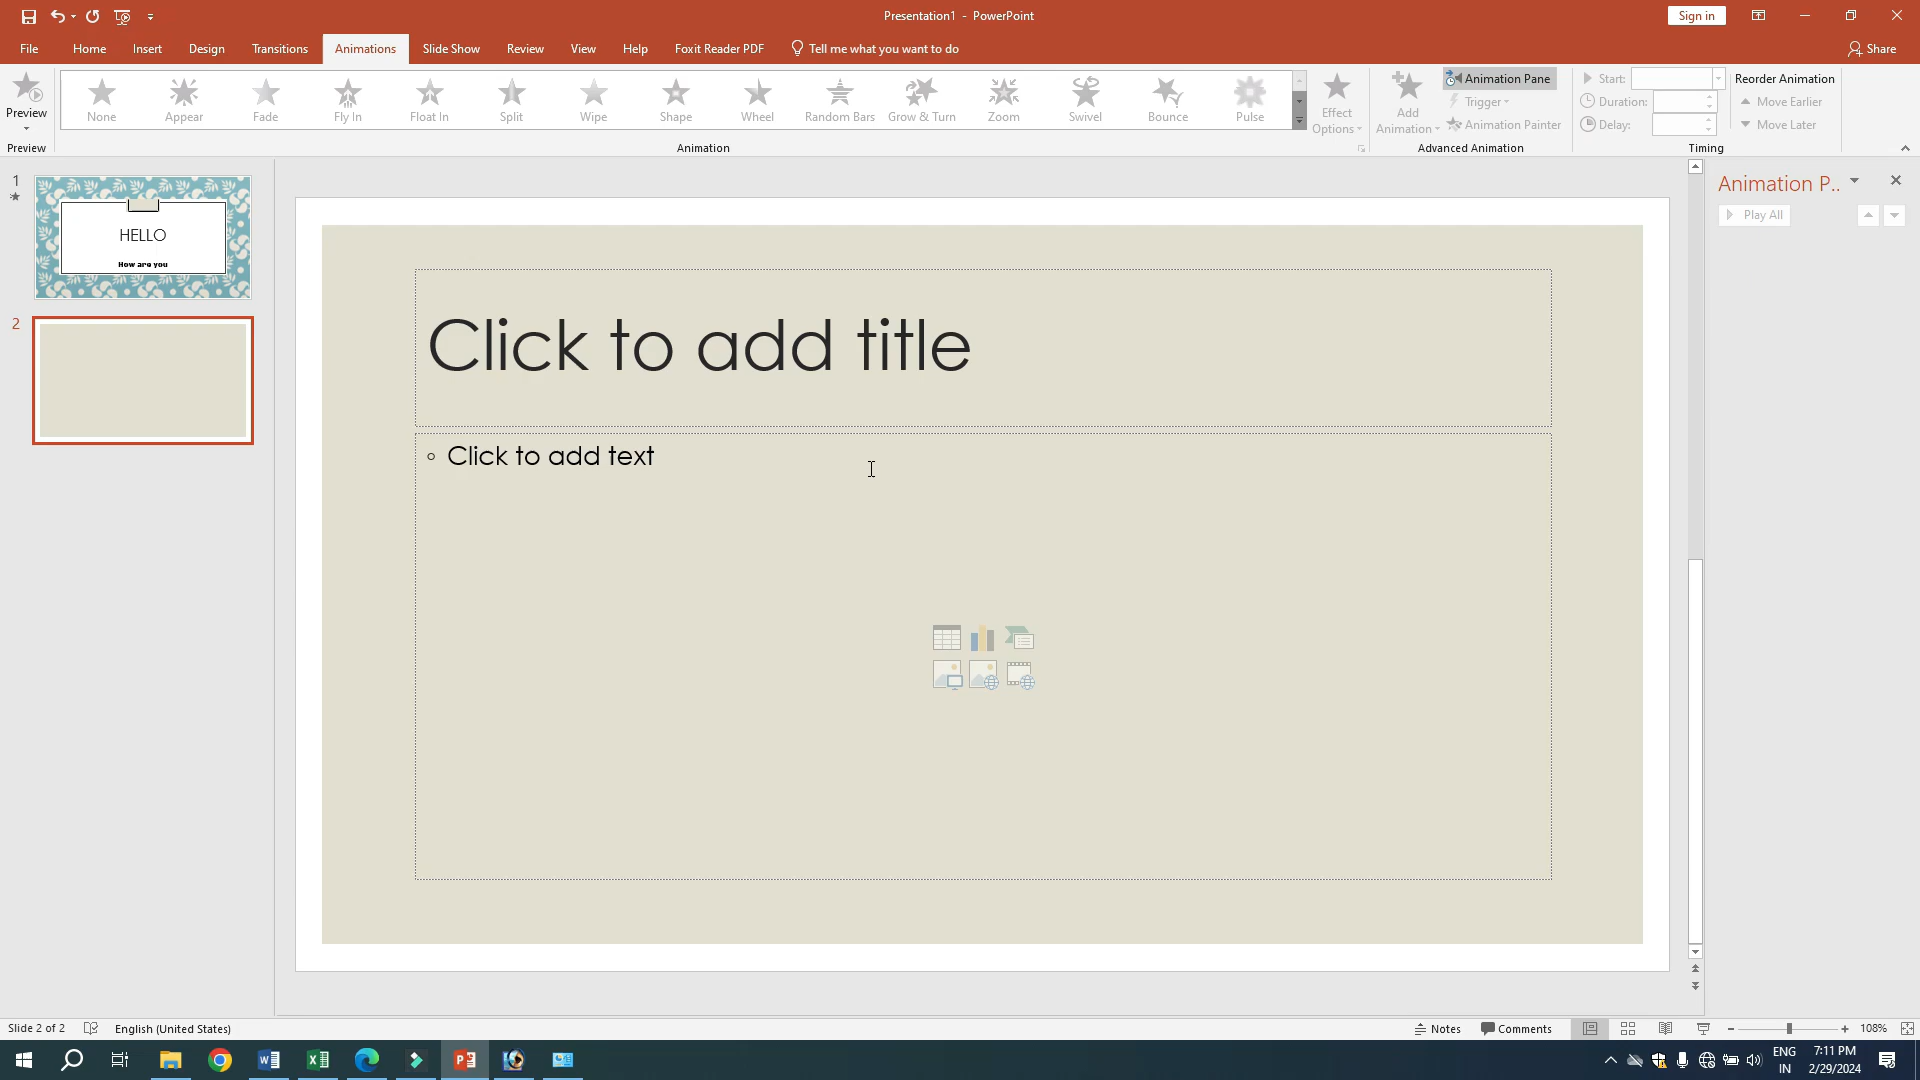 Presentation1 - PowerPoint
Sign in
File
Home
Insert
Design
Transitions
Animations
Slide Show
Review
View
Help
Foxit Reader PDF
Tell me what you want to do
Share
Preview
None
Appear
Fade
Fly In
Float In
Split
Wipe
Shape
Wheel
Random Bars
Grow & Turn
Zoom
Swivel
Bounce
Pulse
Effect
Options
Add
Animation
Animation Pane
Trigger
Animation Painter
Start:
Duration:
Delay:
Reorder Animation
Move Earlier
Move Later
Preview
Animation
Advanced Animation
Timing
1
HELLO
How are you
2
Click to add title
Click to add text
Animation P..
Play All
Slide 2 of 2
English (United States)
Notes
Comments
108%
ENG
IN
7:11 PM
2/29/2024